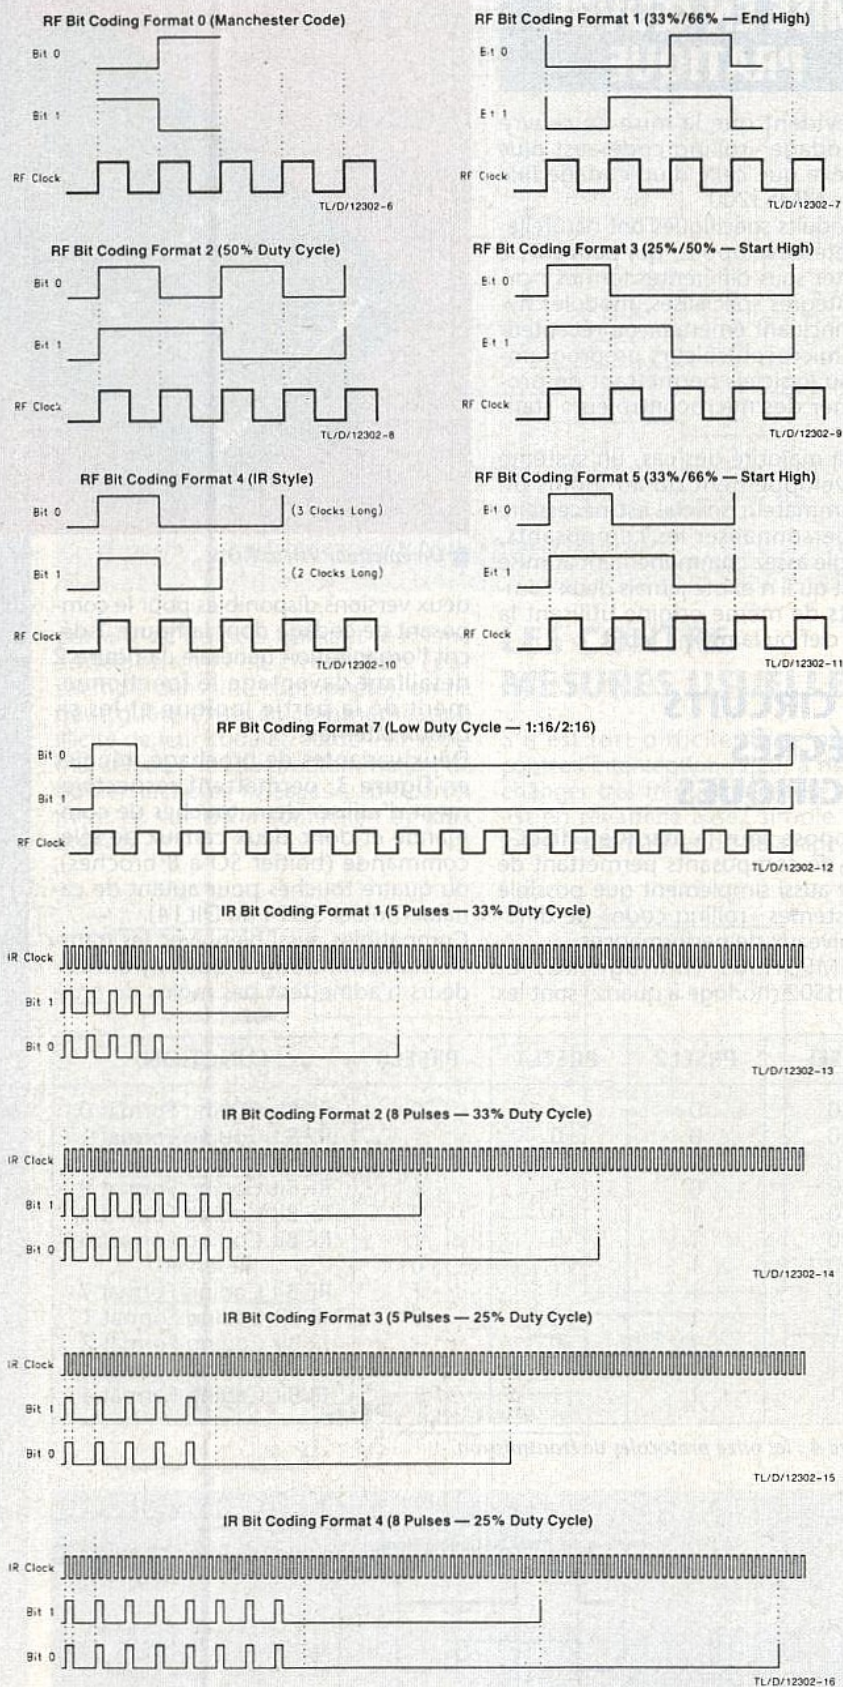 RF Bit Coding Format 0 (Manchester Code)
Bit 0
Bit 1
RF Clock
TL/D/12302-6
RF Bit Coding Format 1 (33%/66% — End High)
Bit 0
Bit 1
RF Clock
TL/D/12302-7
RF Bit Coding Format 2 (50% Duty Cycle)
Bit 0
Bit 1
RF Clock
TL/D/12302-8
RF Bit Coding Format 3 (25%/50% — Start High)
Bit 0
Bit 1
RF Clock
TL/D/12302-9
RF Bit Coding Format 4 (IR Style)
Bit 0
(3 Clocks Long)
Bit 1
(2 Clocks Long)
RF Clock
TL/D/12302-10
RF Bit Coding Format 5 (33%/66% — Start High)
Bit 0
Bit 1
RF Clock
TL/D/12302-11
RF Bit Coding Format 7 (Low Duty Cycle — 1:16/2:16)
Bit 0
Bit 1
RF Clock
TL/D/12302-12
IR Bit Coding Format 1 (5 Pulses — 33% Duty Cycle)
IR Clock
Bit 1
Bit 0
TL/D/12302-13
IR Bit Coding Format 2 (8 Pulses — 33% Duty Cycle)
IR Clock
Bit 1
Bit 0
TL/D/12302-14
IR Bit Coding Format 3 (5 Pulses — 25% Duty Cycle)
IR Clock
Bit 1
Bit 0
TL/D/12302-15
IR Bit Coding Format 4 (8 Pulses — 25% Duty Cycle)
IR Clock
Bit 1
Bit 0
TL/D/12302-16